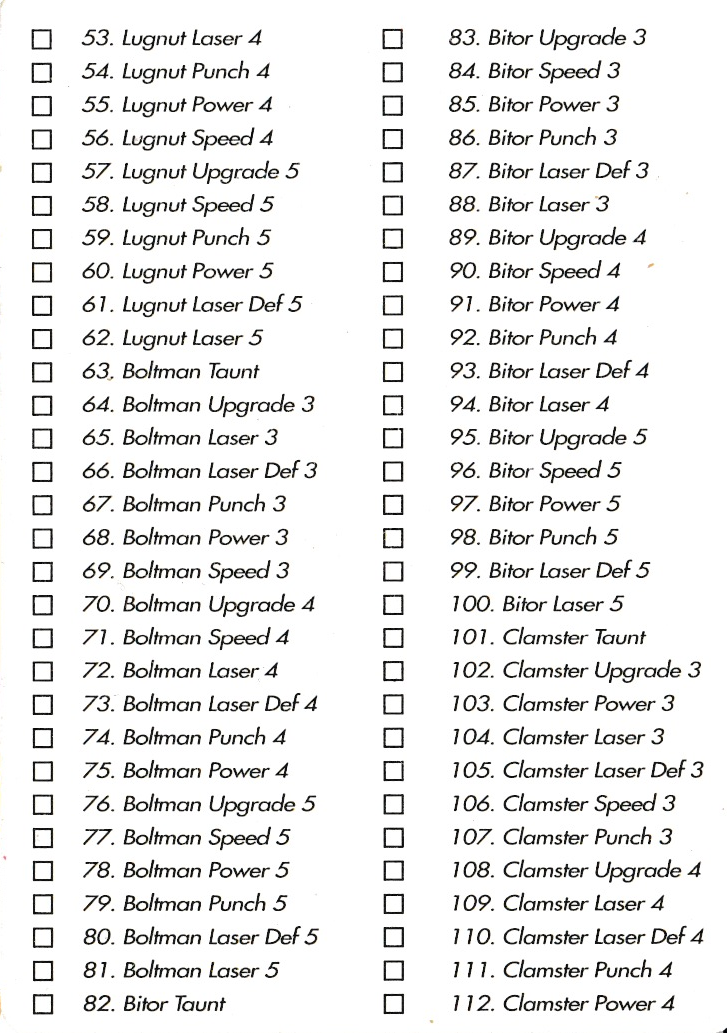 53. Lugnut Laser 4
54. Lugnut Punch 4
55. Lugnut Power 4
56. Lugnut Speed 4
57. Lugnut Upgrade 5
58. Lugnut Speed 5
59. Lugnut Punch 5
60. Lugnut Power 5
61. Lugnut Laser Def 5
62. Lugnut Laser 5
63. Boltman Taunt
64. Boltman Upgrade 3
65. Boltman Laser 3
66. Boltman Laser Def 3
67. Boltman Punch 3
68. Boltman Power 3
69. Boltman Speed 3
70. Boltman Upgrade 4
71. Boltman Speed 4
72. Boltman Laser 4
73. Boltman Laser Def 4
74. Boltman Punch 4
75. Boltman Power 4
76. Boltman Upgrade 5
77. Boltman Speed 5
78. Boltman Power 5
79. Boltman Punch 5
80. Boltman Laser Def 5
81. Boltman Laser 5
82. Bitor Taunt
83. Bitor Upgrade 3
84. Bitor Speed 3
85. Bitor Power 3
86. Bitor Punch 3
87. Bitor Laser Def 3
88. Bitor Laser 3
89. Bitor Upgrade 4
90. Bitor Speed 4
91. Bitor Power 4
92. Bitor Punch 4
93. Bitor Laser Def 4
94. Bitor Laser 4
95. Bitor Upgrade 5
96. Bitor Speed 5
97. Bitor Power 5
98. Bitor Punch 5
99. Bitor Laser Def 5
100. Bitor Laser 5
101. Clamster Taunt
102. Clamster Upgrade 3
103. Clamster Power 3
104. Clamster Laser 3
105. Clamster Laser Def 3
106. Clamster Speed 3
107. Clamster Punch 3
108. Clamster Upgrade 4
109. Clamster Laser 4
110. Clamster Laser Def 4
111. Clamster Punch 4
112. Clamster Power 4